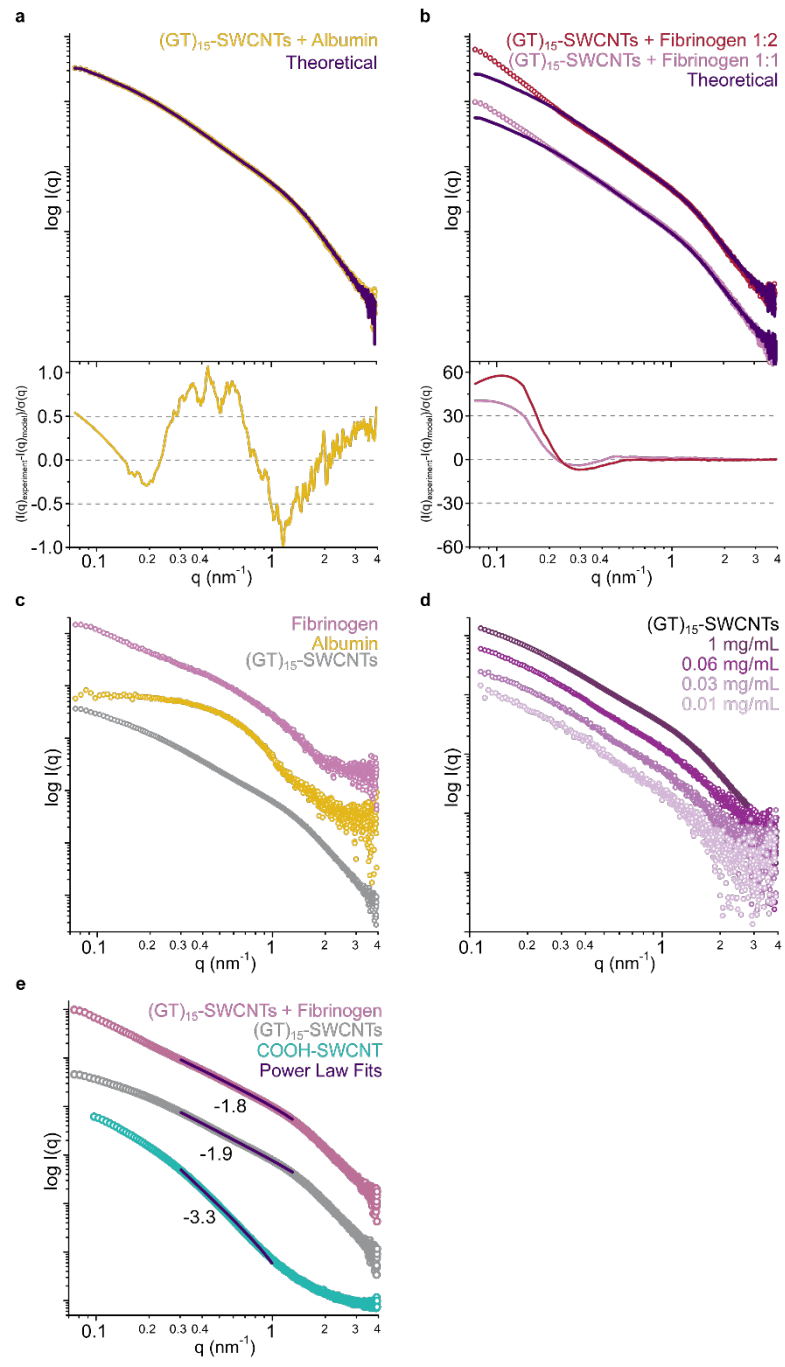 a
(GT)₁₅-SWCNTs + Albumin
Theoretical
log I(q)
1.0
0.5
0.0
-0.5
-1.0
(I(q)experiment-I(q)model)/σ(q)
0.1 0.2 0.3 0.4 1 2 3 4
q (nm⁻¹)
b
(GT)₁₅-SWCNTs + Fibrinogen 1:2
(GT)₁₅-SWCNTs + Fibrinogen 1:1
Theoretical
log I(q)
60
30
0
-30
-60
(I(q)experiment-I(q)model)/σ(q)
0.1 0.2 0.3 0.4 1 2 3 4
q (nm⁻¹)
c
Fibrinogen
Albumin
(GT)₁₅-SWCNTs
log I(q)
0.1 0.2 0.3 0.4 1 2 3 4
q (nm⁻¹)
d
(GT)₁₅-SWCNTs
1 mg/mL
0.06 mg/mL
0.03 mg/mL
0.01 mg/mL
log I(q)
0.1 0.2 0.3 0.4 1 2 3 4
q (nm⁻¹)
e
(GT)₁₅-SWCNTs + Fibrinogen
(GT)₁₅-SWCNTs
COOH-SWCNT
Power Law Fits
-1.8
-1.9
-3.3
log I(q)
0.1 0.2 0.3 0.4 1 2 3 4
q (nm⁻¹)